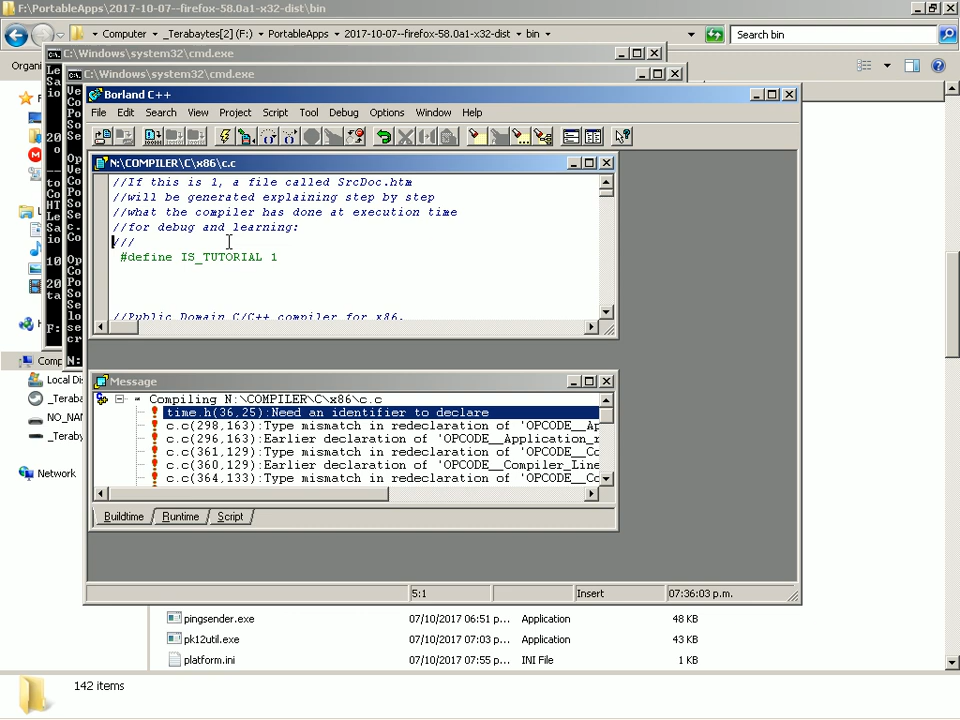 F:\PortableApps\2017-10-07--firefox-58.0a1-x32-dist\bin
Computer ▸ _Terabaytes[2] (F:) ▸ PortableApps ▸ 2017-10-07--firefox-58.0a1-x32-dist ▸ bin
Search bin
Organi
C:\Windows\system32\cmd.exe
C:\Windows\system32\cmd.exe
Borland C++
File Edit Search View Project Script Tool Debug Options Window Help
N:\COMPILER\C\x86\c.c
//If this is 1, a file called SrcDoc.htm
//will be generated explaining step by step
//what the compiler has done at execution time
//for debug and learning:
///
#define IS_TUTORIAL 1
//Public Domain C/C++ compiler for x86.
Message
Compiling N:\COMPILER\C\x86\c.c
time.h(36,25):Need an identifier to declare
c.c(298,163):Type mismatch in redeclaration of 'OPCODE__Ap
c.c(296,163):Earlier declaration of 'OPCODE__Application_
c.c(361,129):Type mismatch in redeclaration of 'OPCODE__Co
c.c(360,129):Earlier declaration of 'OPCODE__Compiler_Line
c.c(364,133):Type mismatch in redeclaration of 'OPCODE__Co
Buildtime Runtime Script
5:1 Insert 07:36:03 p.m.
Comp
Local Dis
_Teraba
NO_NAM
_Teraby
Network
pingsender.exe 07/10/2017 06:51 p... Application 48 KB
pk12util.exe 07/10/2017 07:03 p... Application 43 KB
platform.ini 07/10/2017 07:55 p... INI File 1 KB
142 items